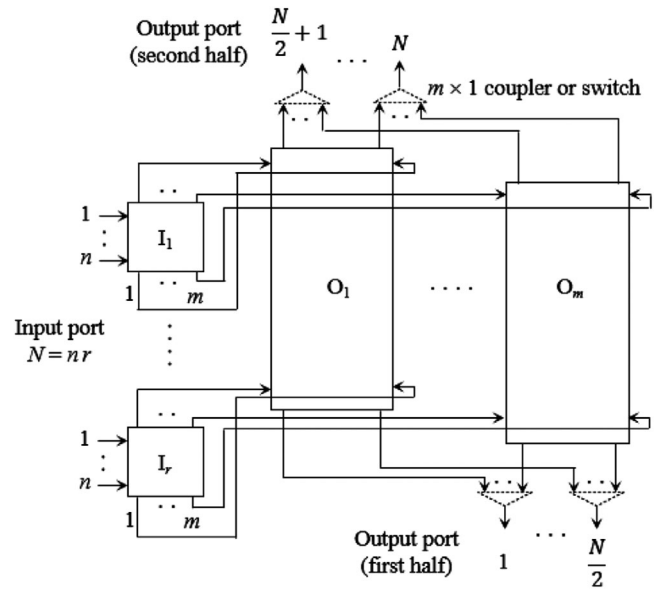 Output port
(second half)
N/2 + 1
· · ·
N
m × 1 coupler or switch
1
n
I₁
1
m
O₁
· · · ·
Oₘ
Input port
N = n r
1
n
Iᵣ
1
m
Output port
(first half)
1
· · ·
N/2